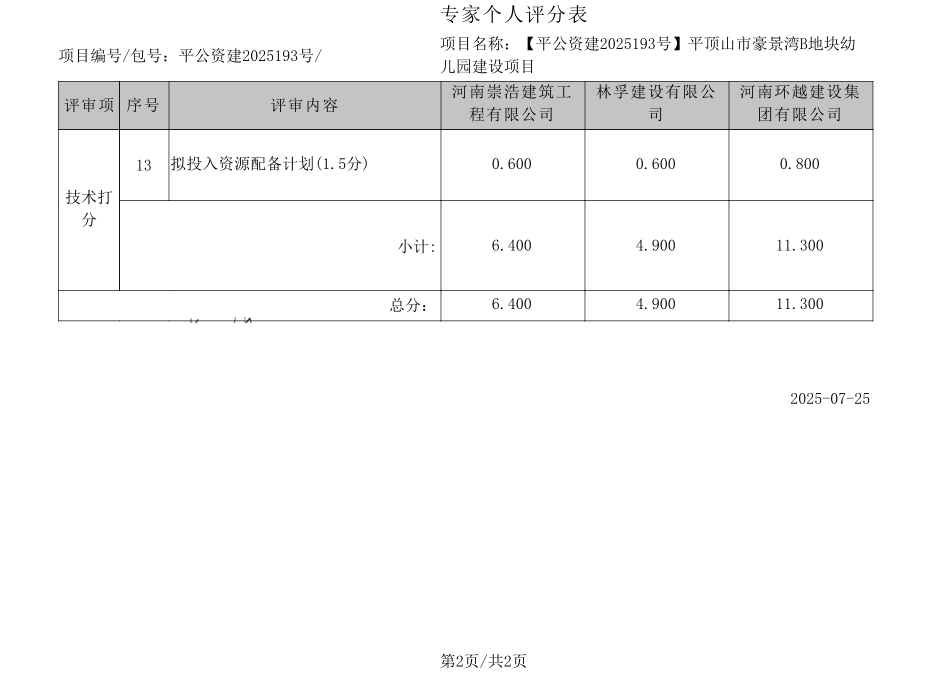 专家个人评分表
项目编号/包号: 平公资建2025193号/
项目名称: 【平公资建2025193号】平顶山市豪景湾B地块幼
儿园建设项目
评审项 序号 评审内容 河南崇浩建筑工 林孚建设有限公 河南环越建设集
程有限公司 司 团有限公司
13 拟投入资源配备计划(1.5分) 0.600 0.600 0.800
技术打
分
小计: 6.400 4.900 11.300
总分: 6.400 4.900 11.300
2025-07-25
第2页/共2页